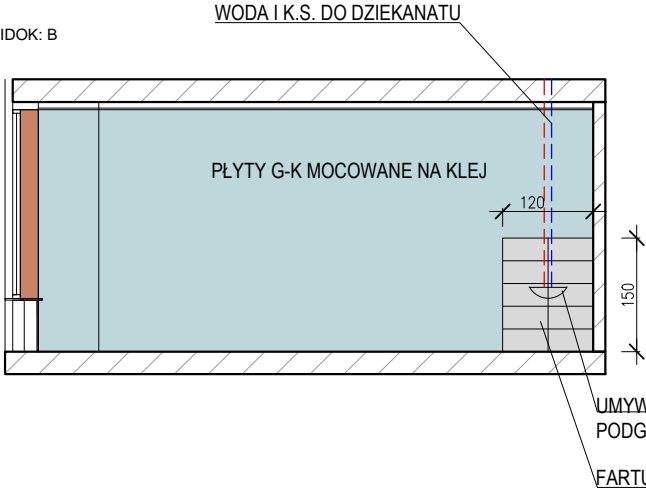 WODA I K.S. DO DZIEKANATU
IDOK: B
PŁYTY G-K MOCOWANE NA KLEJ
120
150
UMYW
PODG
FARTU